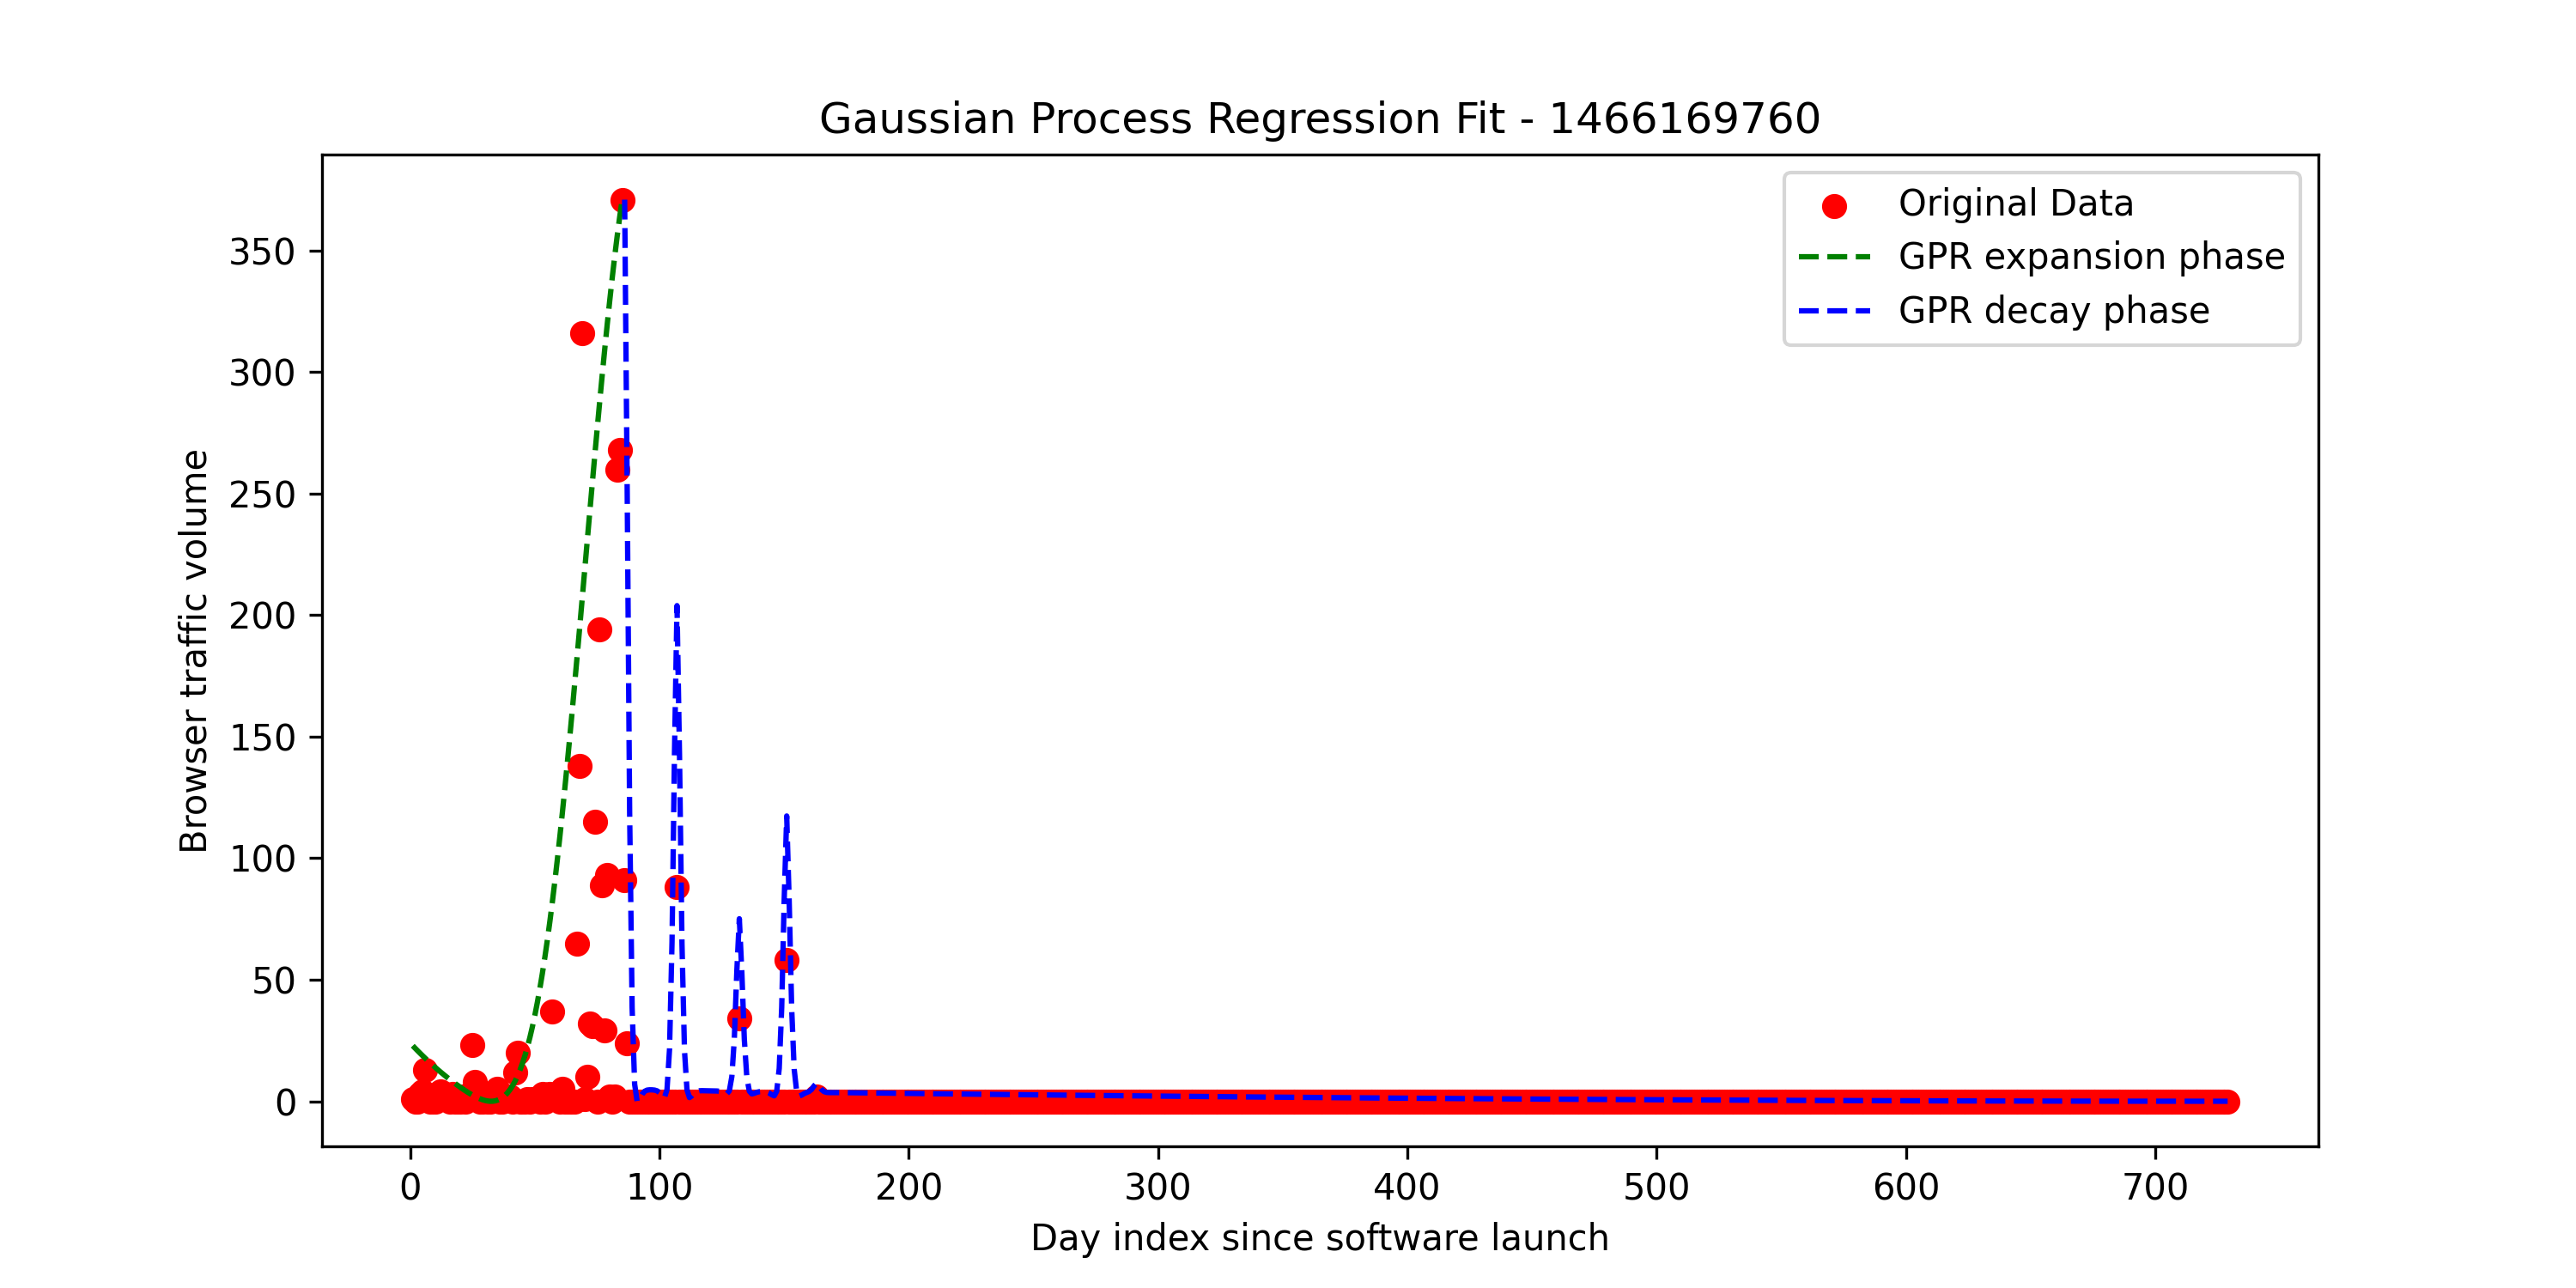 Gaussian Process Regression Fit - 1466169760
Original Data
GPR expansion phase
GPR decay phase
Browser traffic volume
350
300
250
200
150
100
50
0
0 100 200 300 400 500 600 700
Day index since software launch